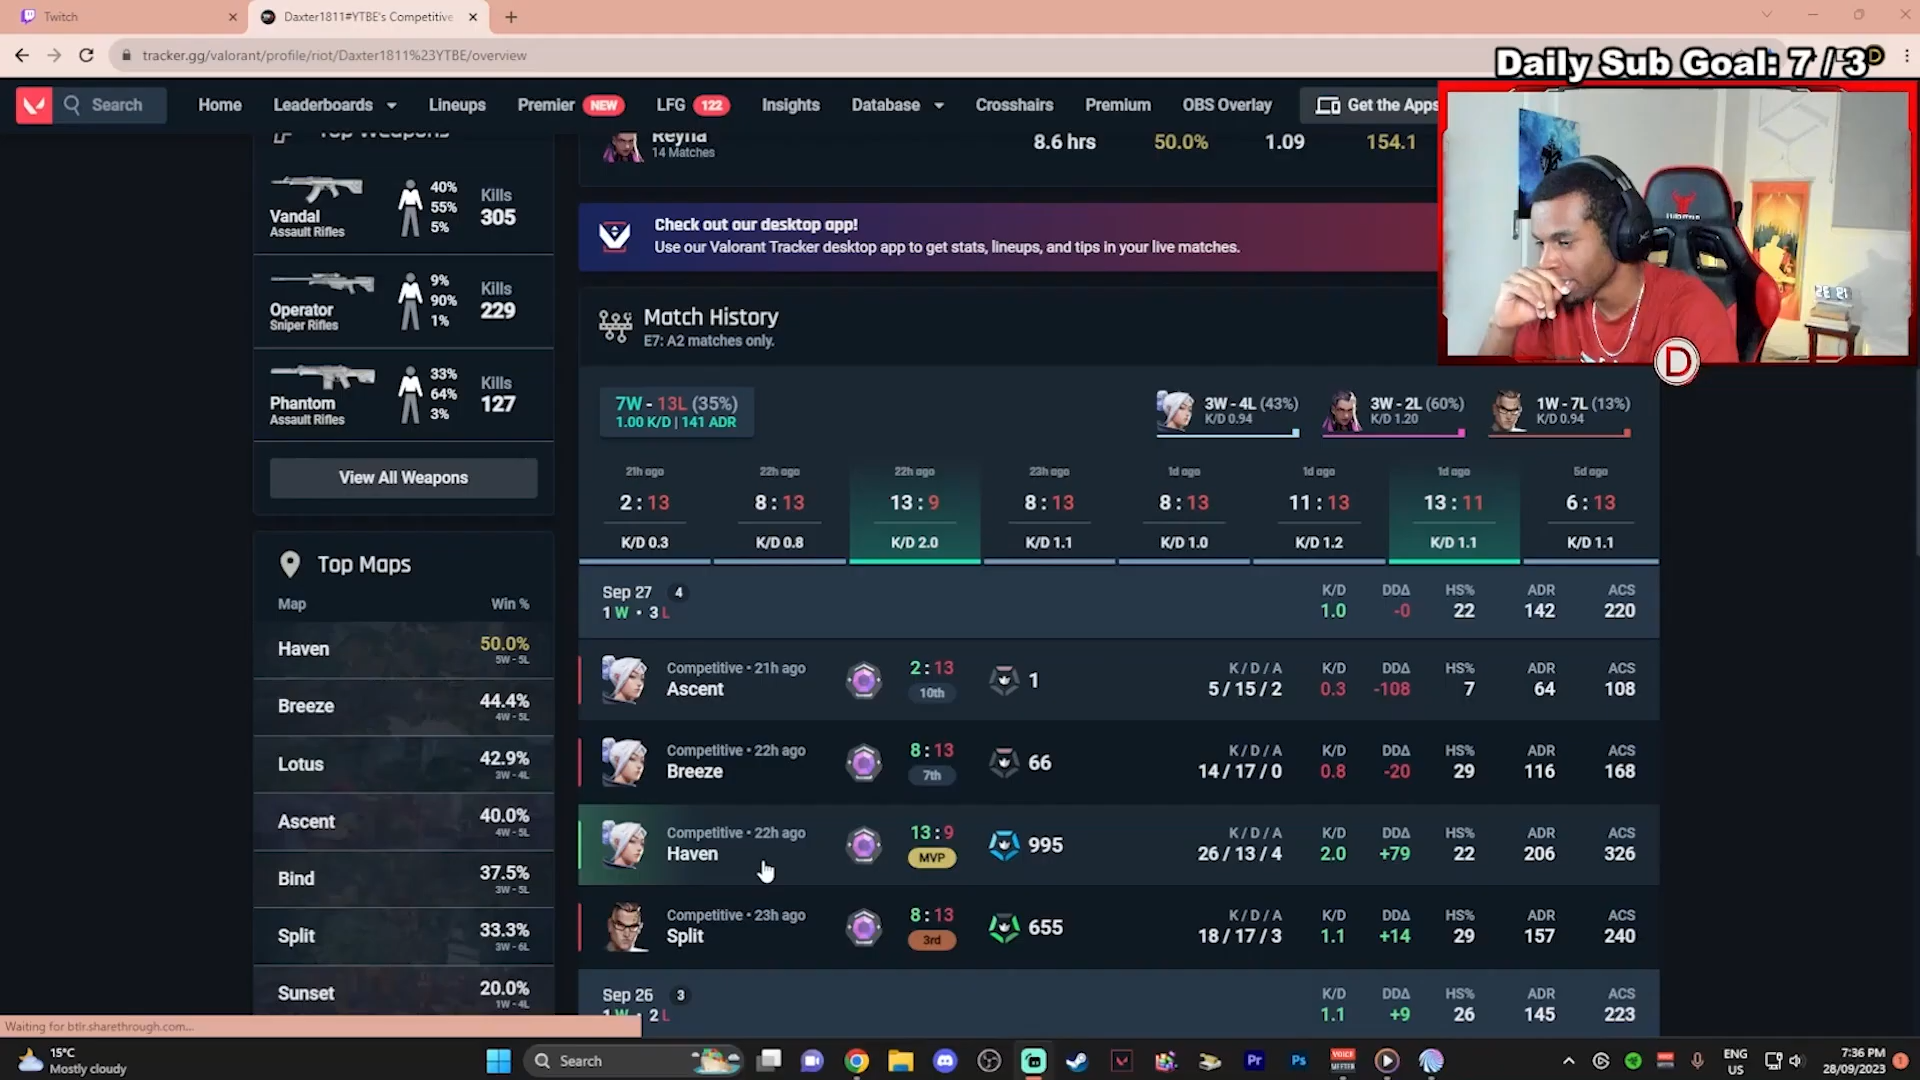 Twitch
Daxter1811#YTBE's Competitive
tracker.gg/valorant/profile/riot/Daxter1811%23YTBE/overview
Daily Sub Goal: 7 / 3
Search
Home
Leaderboards
Lineups
Premier NEW
LFG 122
Insights
Database
Crosshairs
Premium
OBS Overlay
Get the Apps
Top Weapons
Vandal
Assault Rifles
40%
55%
5%
Kills
305
Operator
Sniper Rifles
9%
90%
1%
Kills
229
Phantom
Assault Rifles
33%
64%
3%
Kills
127
View All Weapons
Top Maps
Map Win %
Haven 50.0%
5W - 5L
Breeze 44.4%
4W - 5L
Lotus 42.9%
3W - 4L
Ascent 40.0%
4W - 5L
Bind 37.5%
3W - 5L
Split 33.3%
3W - 6L
Sunset 20.0%
1W - 4L
Reyna
14 Matches
8.6 hrs 50.0% 1.09 154.1
Check out our desktop app!
Use our Valorant Tracker desktop app to get stats, lineups, and tips in your live matches.
D
Match History
E7: A2 matches only.
7W - 13L (35%)
1.00 K/D | 141 ADR
3W - 4L (43%)
K/D 0.94
3W - 2L (60%)
K/D 1.20
1W - 7L (13%)
K/D 0.94
21h ago 22h ago 22h ago 23h ago 1d ago 1d ago 1d ago 5d ago
2 : 13 8 : 13 13 : 9 8 : 13 8 : 13 11 : 13 13 : 11 6 : 13
K/D 0.3 K/D 0.8 K/D 2.0 K/D 1.1 K/D 1.0 K/D 1.2 K/D 1.1 K/D 1.1
Sep 27 4 K/D DDΔ HS% ADR ACS
1 W • 3 L 1.0 -0 22 142 220
Competitive • 21h ago 2 : 13 K / D / A K/D DDΔ HS% ADR ACS
Ascent 10th 1 5 / 15 / 2 0.3 -108 7 64 108
Competitive • 22h ago 8 : 13 K / D / A K/D DDΔ HS% ADR ACS
Breeze 7th 66 14 / 17 / 0 0.8 -20 29 116 168
Competitive • 22h ago 13 : 9 K / D / A K/D DDΔ HS% ADR ACS
Haven MVP 995 26 / 13 / 4 2.0 +79 22 206 326
Competitive • 23h ago 8 : 13 K / D / A K/D DDΔ HS% ADR ACS
Split 3rd 655 18 / 17 / 3 1.1 +14 29 157 240
Sep 26 3 K/D DDΔ HS% ADR ACS
1 W • 2 L 1.1 +9 26 145 223
Waiting for btlr.sharethrough.com...
15°C
Mostly cloudy
Search
Pr
Ps
ENG
US
7:36 PM
28/09/2023
1